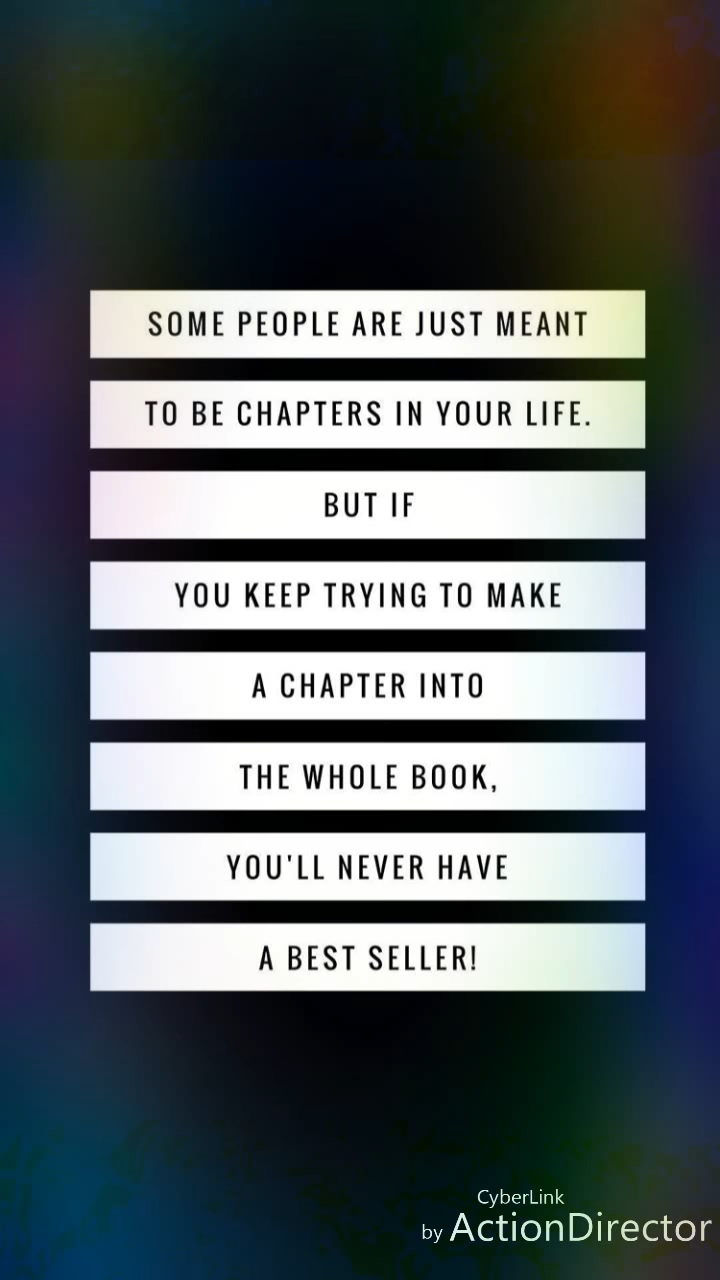 SOME PEOPLE ARE JUST MEANT
TO BE CHAPTERS IN YOUR LIFE.
BUT IF
YOU KEEP TRYING TO MAKE
A CHAPTER INTO
THE WHOLE BOOK,
YOU'LL NEVER HAVE
A BEST SELLER!
CyberLink
by ActionDirector